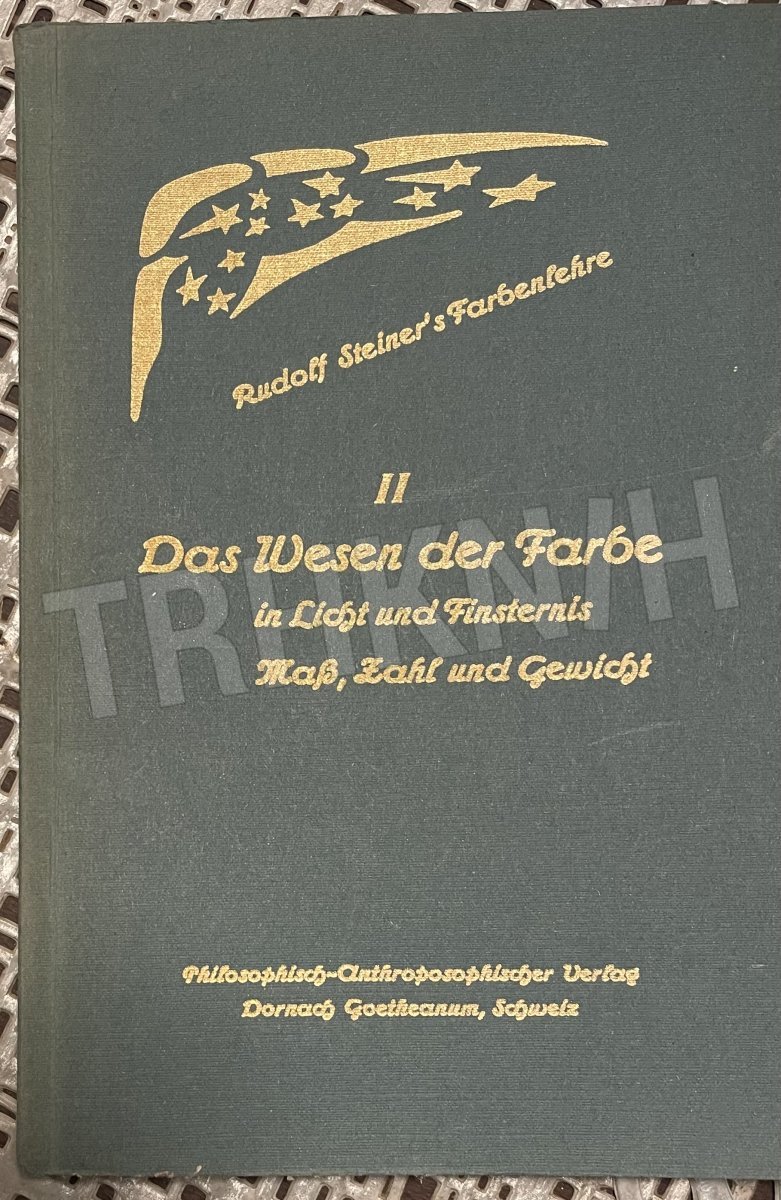 Rudolf Steiner's Farbenlehre
II
Das Wesen der Farbe
in Licht und Finsternis
Maß, Zahl und Gewicht
TRHKN/H
Philosophisch-Anthroposophischer Verlag
Dornach Goetheanum, Schweiz